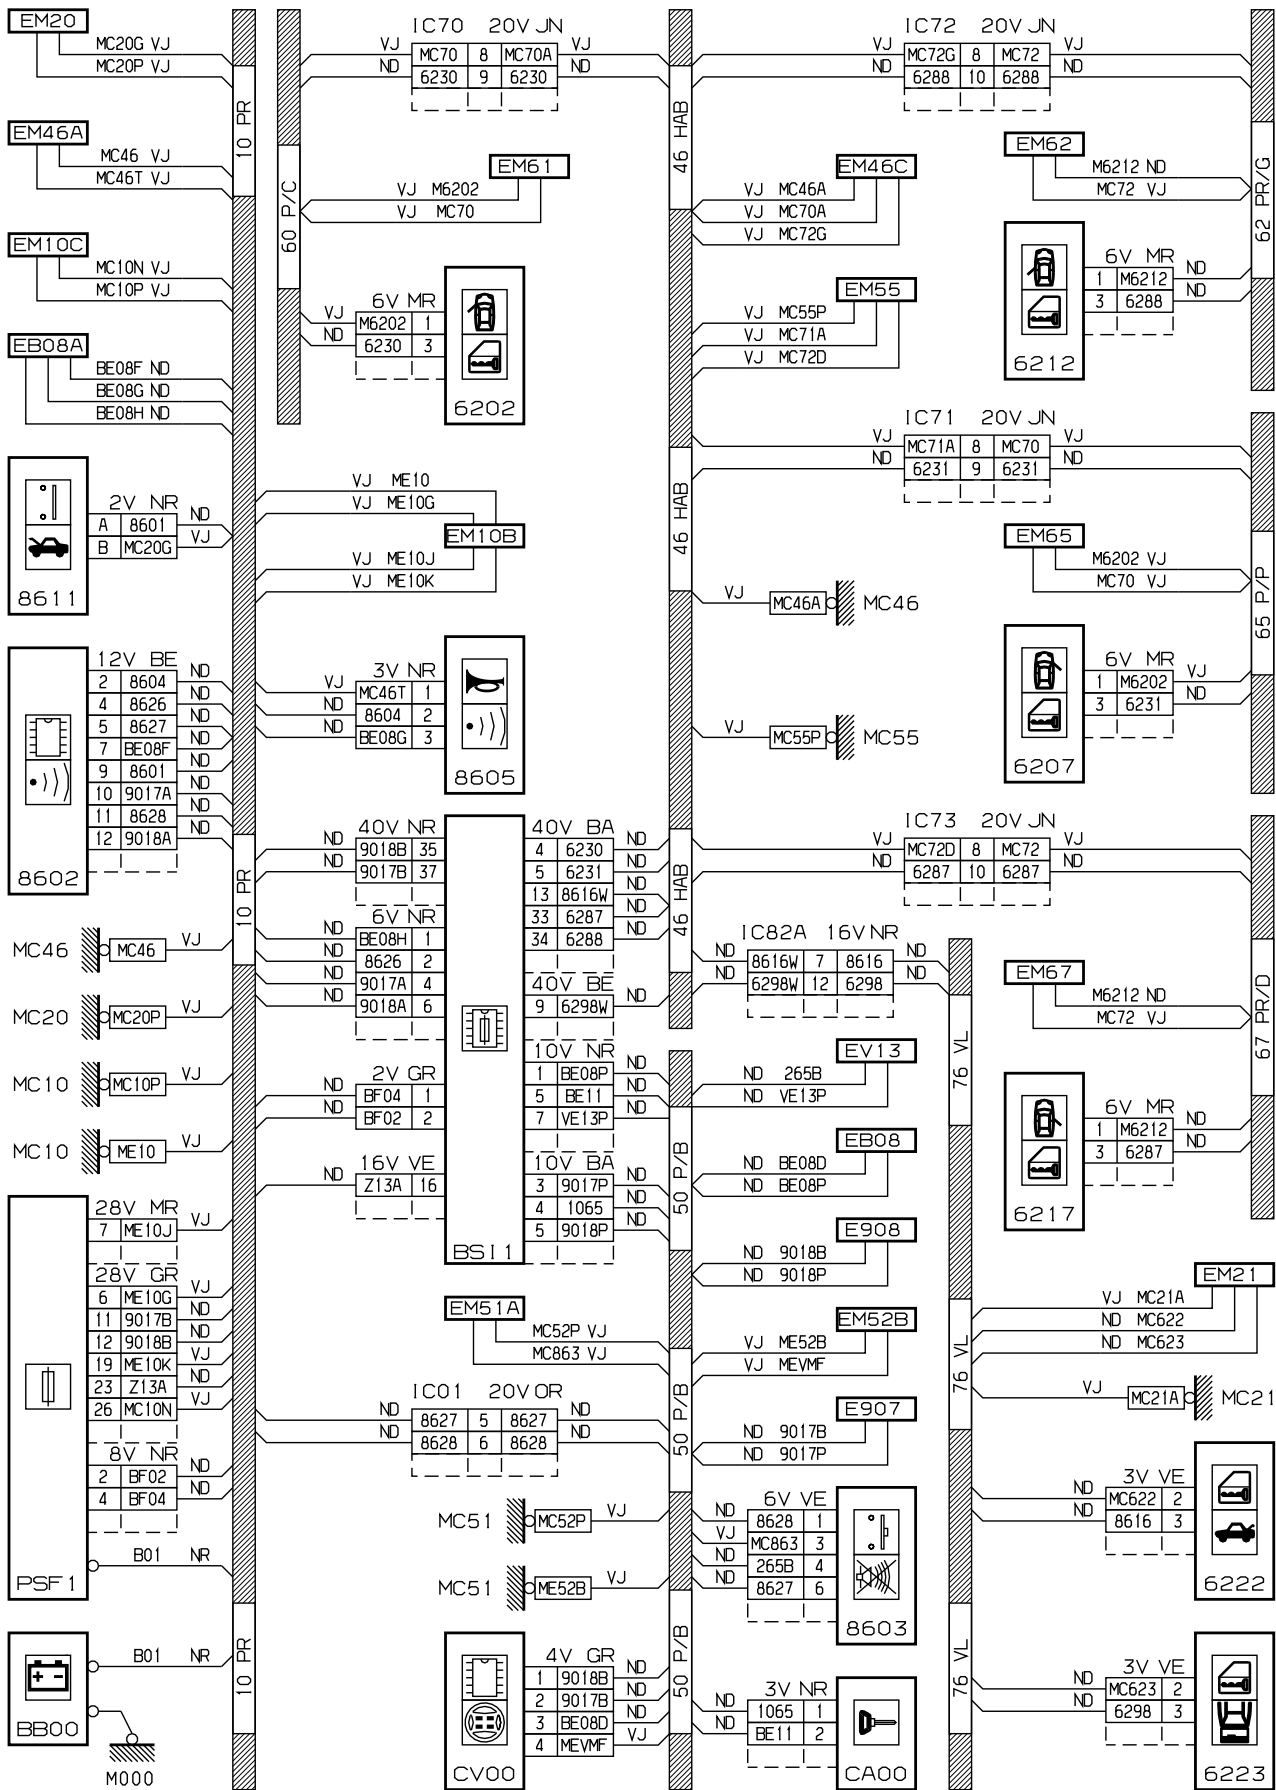 EM20
MC20G VJ
MC20P VJ
EM46A
MC46 VJ
MC46T VJ
EM10C
MC10N VJ
MC10P VJ
EB08A
BE08F ND
BE08G ND
BE08H ND
10 PR
8611
2V NR
A 8601 ND
B MC20G VJ
8602
12V BE
2 8604 ND
4 8626 ND
5 8627 ND
7 BE08F ND
9 8601 ND
10 9017A ND
11 8628 ND
12 9018A ND
10 PR
MC46 MC46 VJ
MC20 MC20P VJ
MC10 MC10P VJ
MC10 ME10 VJ
PSF1
28V MR
7 ME10J VJ
28V GR
6 ME10G VJ
11 9017B ND
12 9018B ND
19 ME10K VJ
23 Z13A ND
26 MC10N VJ
8V NR
2 BF02 ND
4 BF04 ND
B01 NR
BB00
B01 NR
M000
10 PR
IC70 20V JN
VJ MC70 8 MC70A VJ
ND 6230 9 6230 ND
60 P/C
EM61
VJ M6202
VJ MC70
6V MR
VJ M6202 1
ND 6230 3
6202
VJ ME10
VJ ME10G
EM10B
VJ ME10J
VJ ME10K
3V NR
VJ MC46T 1
ND 8604 2
ND BE08G 3
8605
BSI1
40V NR
ND 9018B 35
ND 9017B 37
6V NR
ND BE08H 1
ND 8626 2
ND 9017A 4
ND 9018A 6
2V GR
ND BF04 1
ND BF02 2
16V VE
ND Z13A 16
40V BA
4 6230 ND
5 6231 ND
13 8616W ND
33 6287 ND
34 6288 ND
40V BE
9 6298W ND
10V NR
1 BE08P ND
5 BE11 ND
7 VE13P ND
10V BA
3 9017P ND
4 1065 ND
5 9018P ND
EM51A
MC52P VJ
MC863 VJ
IC01 20V OR
ND 8627 5 8627 ND
ND 8628 6 8628 ND
MC51 MC52P VJ
MC51 ME52B VJ
CV00
4V GR
1 9018B ND
2 9017B ND
3 BE08D ND
4 MEVMF VJ
46 HAB
46 HAB
46 HAB
50 P/B
50 P/B
50 P/B
IC72 20V JN
VJ MC72G 8 MC72 VJ
ND 6288 10 6288 ND
EM46C
VJ MC46A
VJ MC70A
VJ MC72G
EM55
VJ MC55P
VJ MC71A
VJ MC72D
EM62
M6212 ND
MC72 VJ
62 PR/G
6212
6V MR
1 M6212 ND
3 6288 ND
IC71 20V JN
VJ MC71A 8 MC70 VJ
ND 6231 9 6231 ND
EM65
M6202 VJ
MC70 VJ
65 P/P
VJ MC46A MC46
6207
6V MR
1 M6202 VJ
3 6231 ND
VJ MC55P MC55
IC73 20V JN
VJ MC72D 8 MC72 VJ
ND 6287 10 6287 ND
IC82A 16V NR
ND 8616W 7 8616 ND
ND 6298W 12 6298 ND
EM67
M6212 ND
MC72 VJ
67 PR/D
EV13
ND 265B
ND VE13P
76 VL
6217
6V MR
1 M6212 ND
3 6287 ND
EB08
ND BE08D
ND BE08P
E908
ND 9018B
ND 9018P
EM21
VJ MC21A
ND MC622
ND MC623
EM52B
VJ ME52B
VJ MEVMF
76 VL
VJ MC21A MC21
E907
ND 9017B
ND 9017P
6V VE
ND 8628 1
VJ MC863 3
ND 265B 4
ND 8627 6
8603
3V VE
ND MC622 2
ND 8616 3
6222
76 VL
3V NR
ND 1065 1
ND BE11 2
CA00
3V VE
ND MC623 2
ND 6298 3
6223